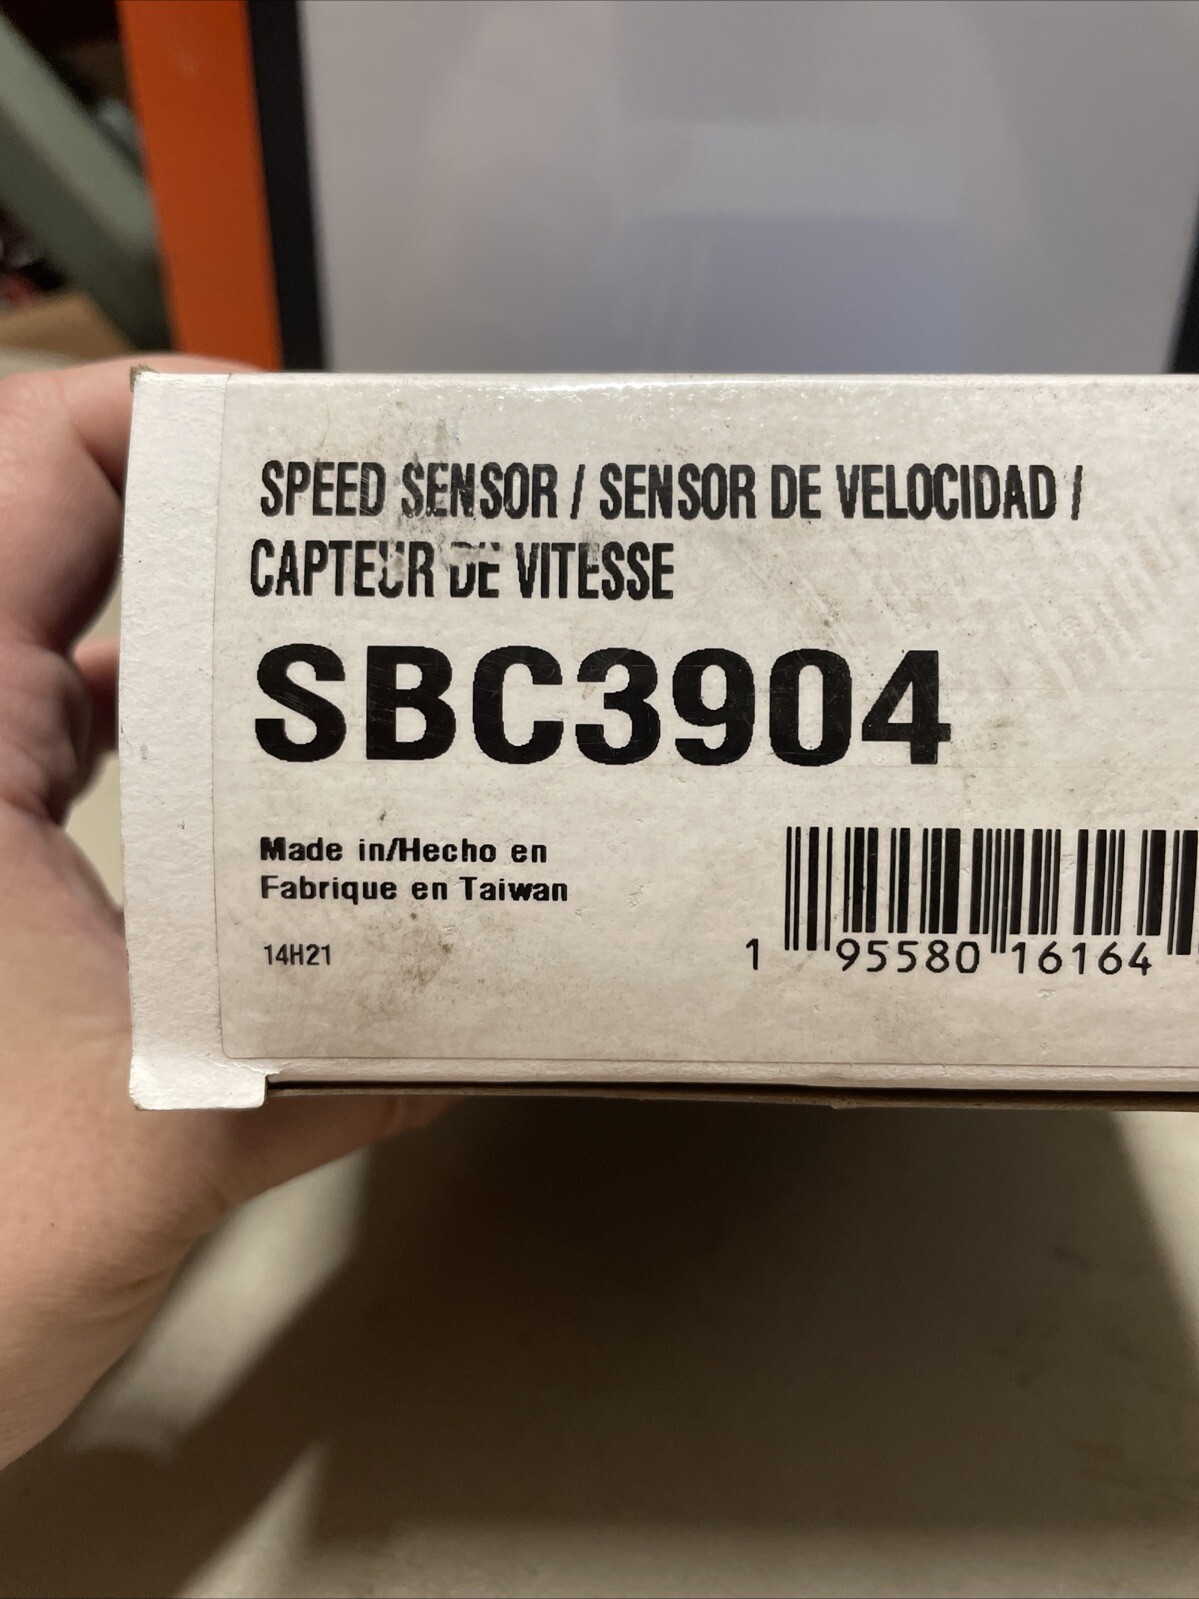 SPEED SENSOR / SENSOR DE VELOCIDAD /
CAPTEUR DE VITESSE
SBC3904
Made in/Hecho en
Fabrique en Taiwan
14H21
1 95580 16164